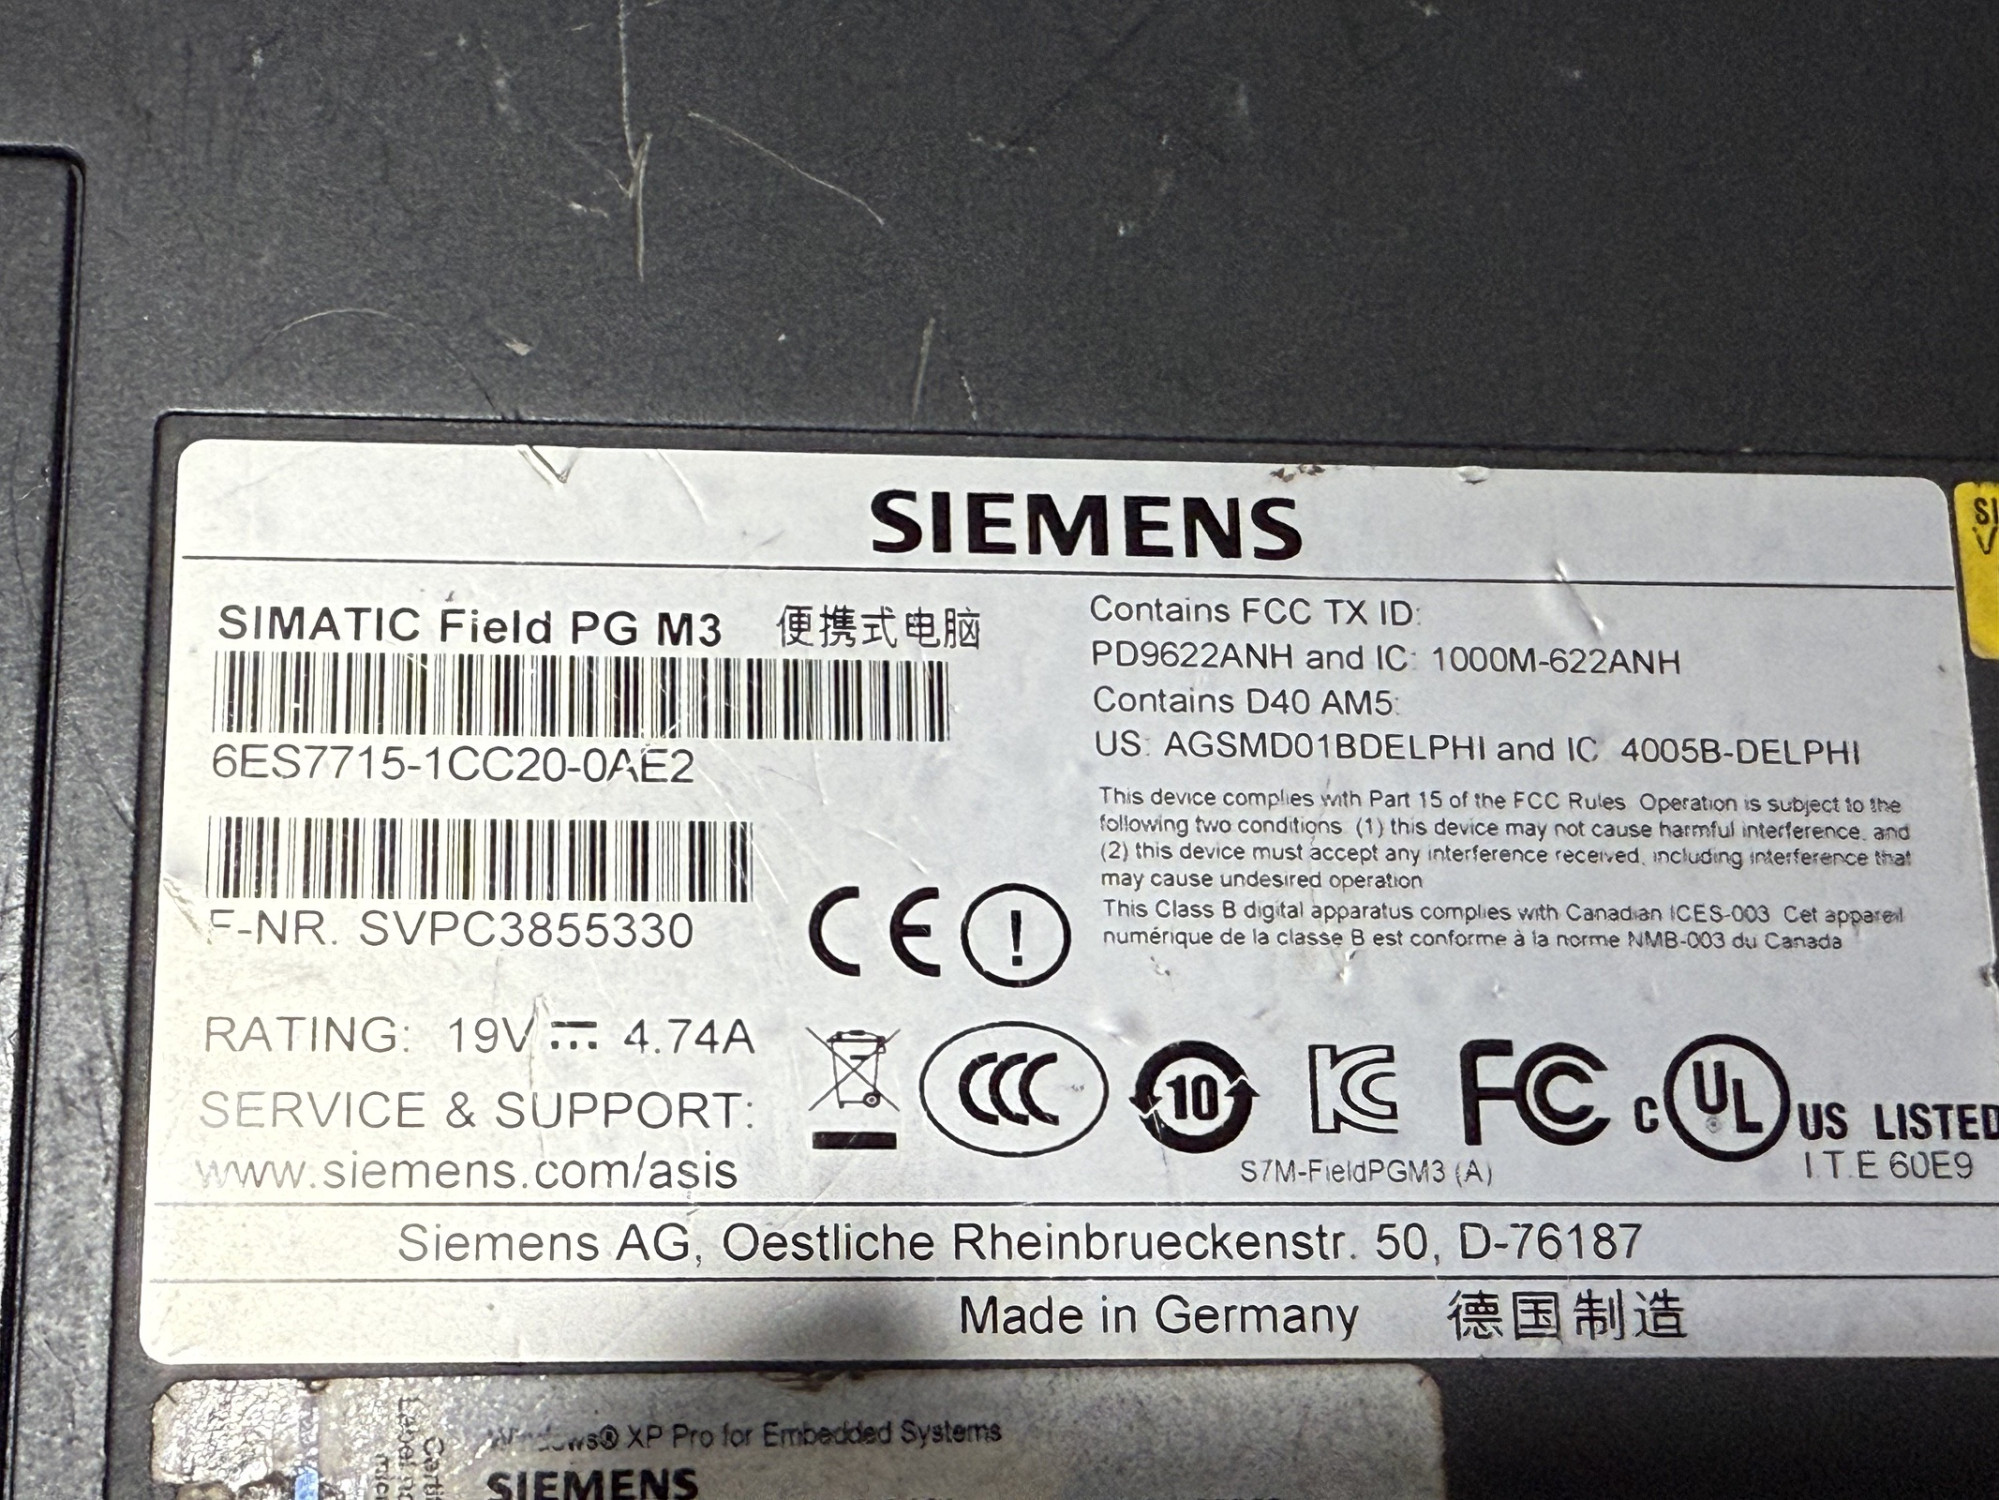 SIEMENS
SIMATIC Field PG M3 便携式电脑
6ES7715-1CC20-0AE2
F-NR. SVPC3855330
RATING: 19V 4.74A
SERVICE & SUPPORT:
www.siemens.com/asis
Contains FCC TX ID:
PD9622ANH and IC: 1000M-622ANH
Contains D40 AM5:
US: AGSMD01BDELPHI and IC 4005B-DELPHI
This device complies with Part 15 of the FCC Rules Operation is subject to the
following two conditions (1) this device may not cause harmful interference, and
(2) this device must accept any interference received, including interference that
may cause undesired operation
This Class B digital apparatus complies with Canadian ICES-003 Cet appareil
numérique de la classe B est conforme à la norme NMB-003 du Canada
CE !
CCC 10 KC FC c UL US LISTED
S7M-FieldPGM3 (A)
I.T.E 60E9
Siemens AG, Oestliche Rheinbrueckenstr. 50, D-76187
Made in Germany 德国制造
SI
V
Windows® XP Pro for Embedded Systems
SIEMENS